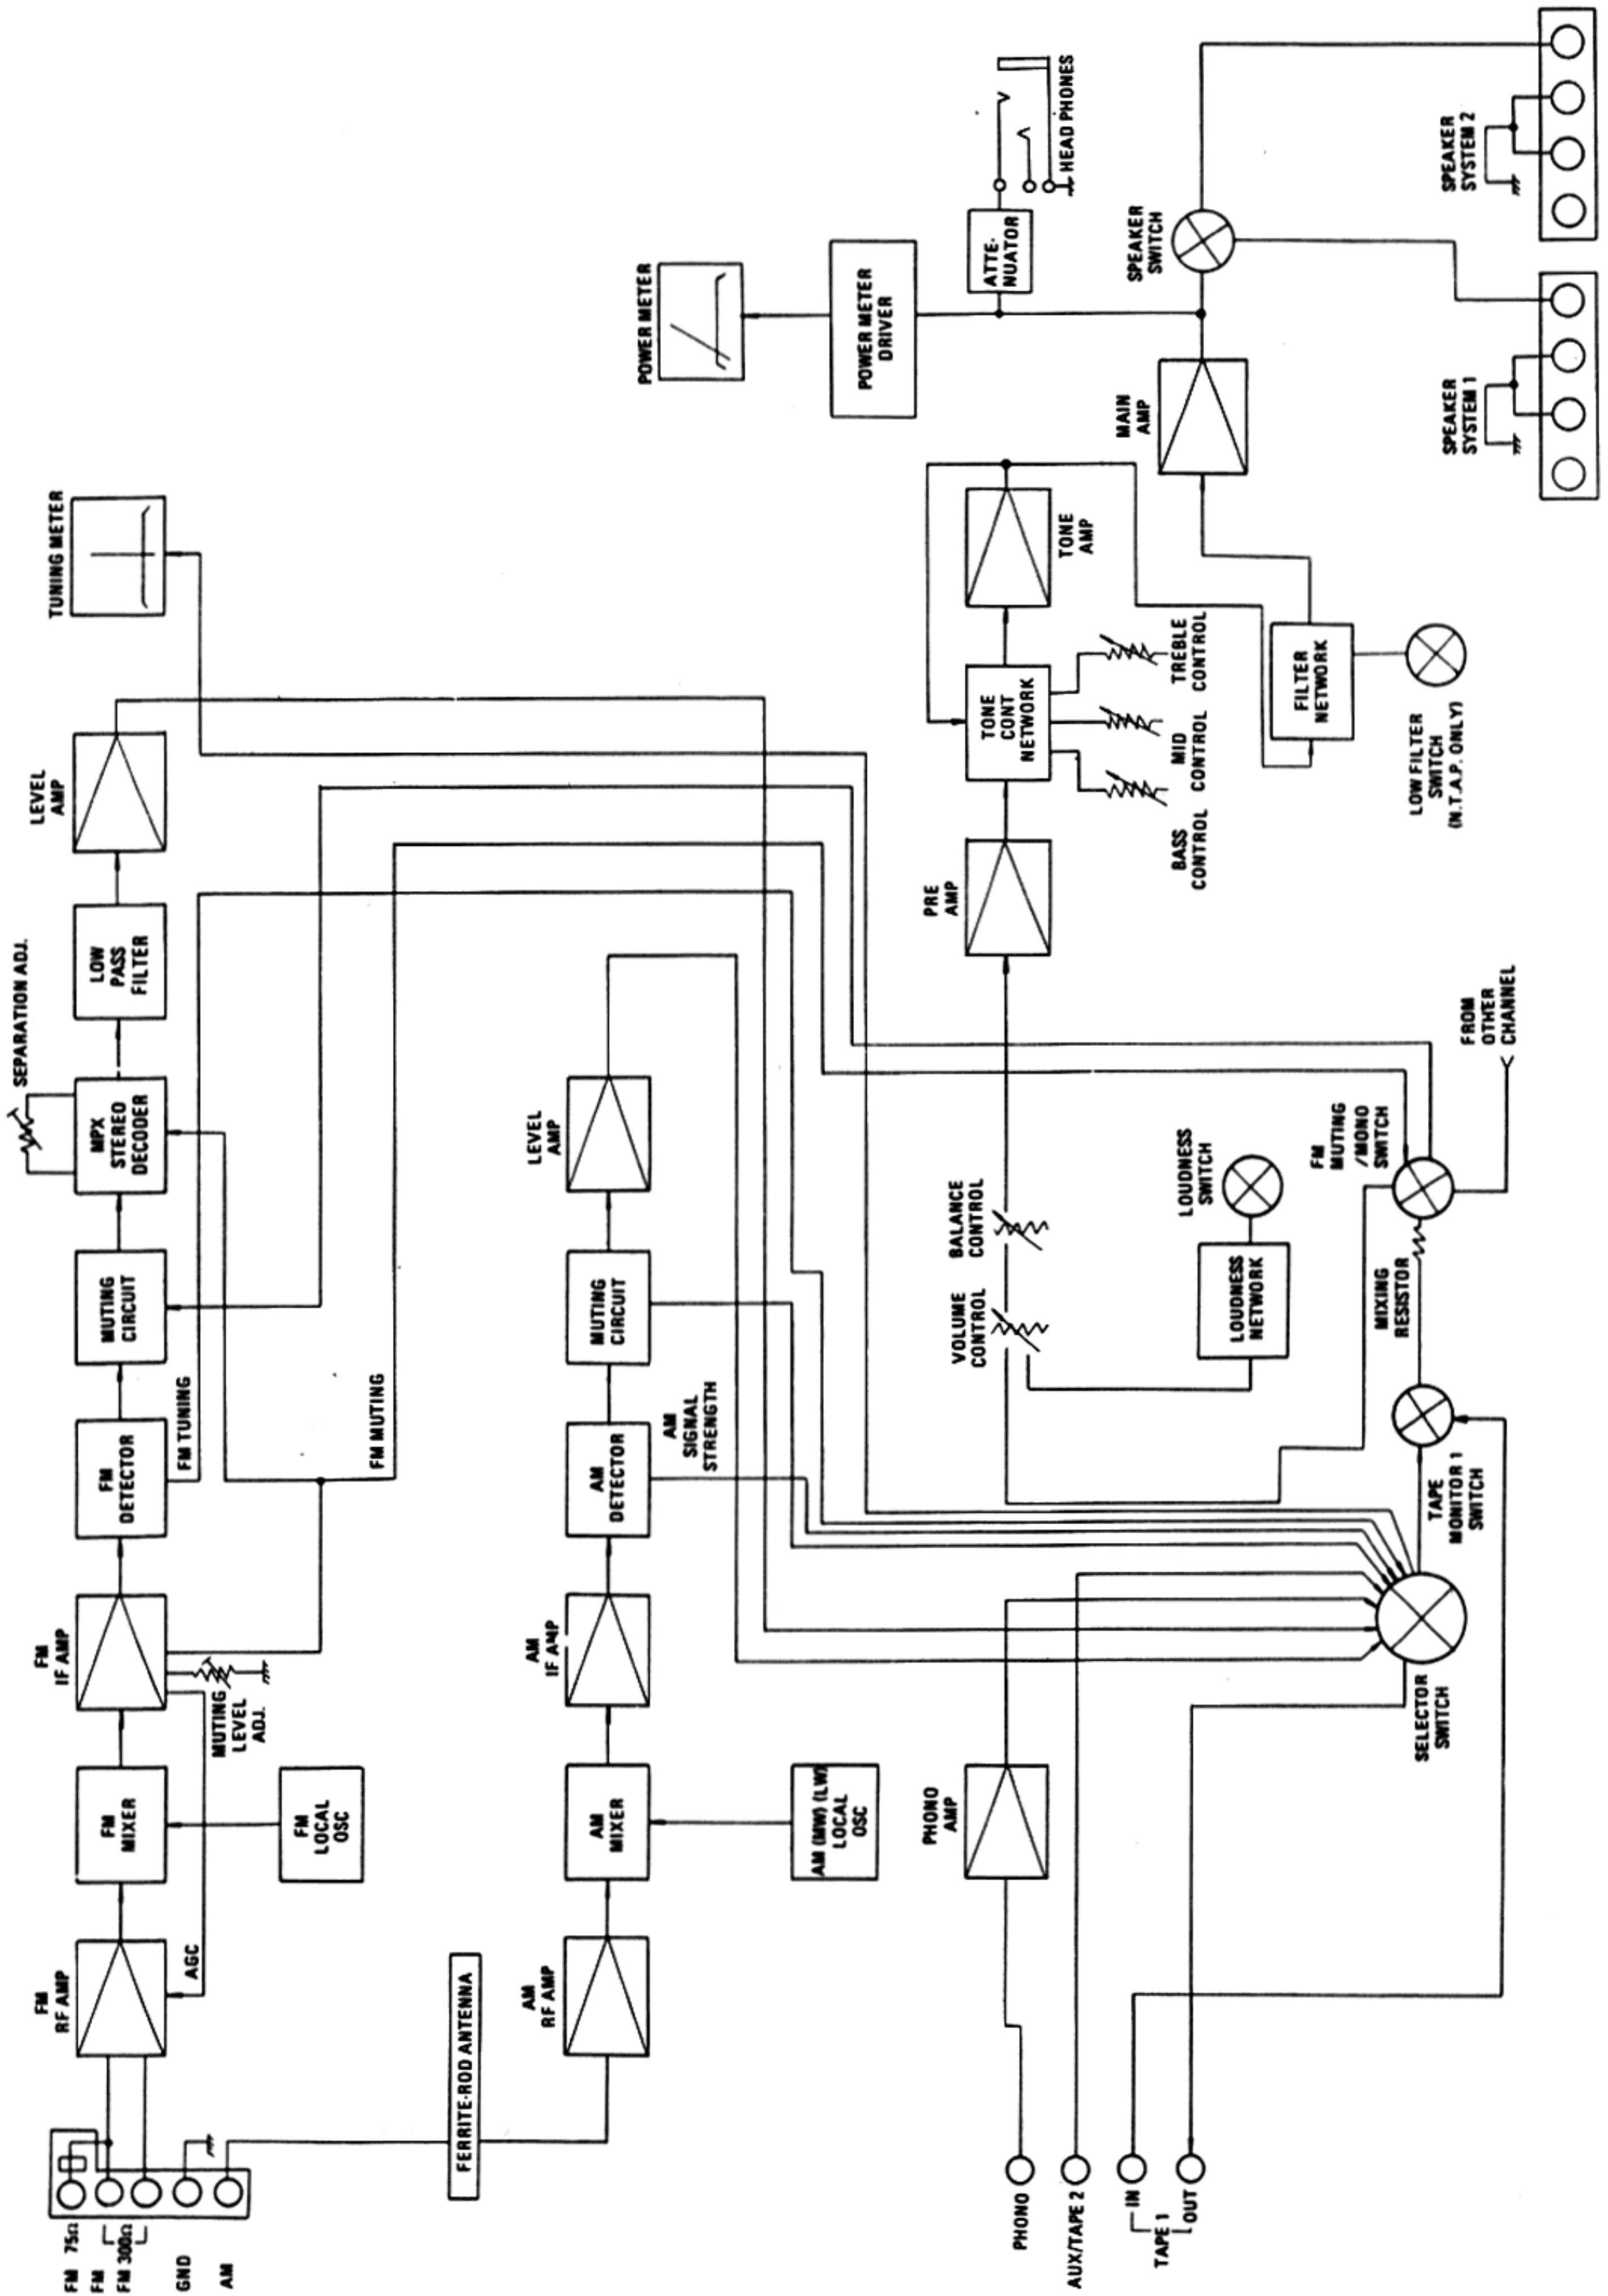 FM 75Ω
FM
FM 300Ω
GND
AM
FM
RF AMP
AGC
FM
MIXER
FM
LOCAL
OSC
FM
IF AMP
MUTING
LEVEL
ADJ.
FM
DETECTOR
FM TUNING
FM MUTING
MUTING
CIRCUIT
SEPARATION ADJ.
MPX
STEREO
DECODER
LOW
PASS
FILTER
LEVEL
AMP
TUNING METER
FERRITE-ROD ANTENNA
AM
RF AMP
AM
MIXER
AM (MW) (LW)
LOCAL
OSC
AM
IF AMP
AM
DETECTOR
AM
SIGNAL
STRENGTH
MUTING
CIRCUIT
LEVEL
AMP
POWER METER
POWER METER
DRIVER
ATTE-
NUATOR
HEAD PHONES
PHONO
AUX/TAPE 2
TAPE 1
IN
OUT
PHONO
AMP
SELECTOR
SWITCH
TAPE
MONITOR 1
SWITCH
MIXING
RESISTOR
FM
MUTING
/MONO
SWITCH
FROM
OTHER
CHANNEL
VOLUME
CONTROL
BALANCE
CONTROL
LOUDNESS
NETWORK
LOUDNESS
SWITCH
PRE
AMP
TONE
CONT
NETWORK
BASS
CONTROL
MID
CONTROL
TREBLE
CONTROL
TONE
AMP
FILTER
NETWORK
LOW FILTER
SWITCH
(N.T.A.P. ONLY)
MAIN
AMP
SPEAKER
SWITCH
SPEAKER
SYSTEM 1
SPEAKER
SYSTEM 2